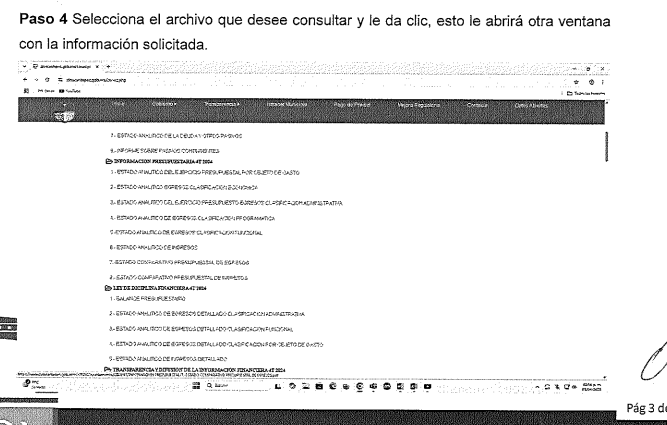 Paso 4 Selecciona el archivo que desee consultar y le da clic, esto le abrirá otra ventana
con la información solicitada.
Inicio Gobierno Transparencia Pago de Predial Mejora Regulatoria Contacto Datos Abiertos
7.- ESTADO ANALITICO DE LA DEUDA Y OTROS PASIVOS
8.- INFORME SOBRE PASIVOS CONTINGENTES
INFORMACION PRESUPUESTARIA 4T 2024
1.- ESTADO ANALITICO DEL EJERCICIO PRESUPUESTAL POR OBJETO DE GASTO
2.- ESTADO ANALITICO EGRESOS CLASIFICACION ECONOMICA
3.- ESTADO ANALITICO DEL EJERCICIO PRESUPUESTO EGRESOS CLASIFICACION ADMINISTRATIVA
4.- ESTADO ANALITICO DE EGRESOS CLASIFICACION PROGRAMATICA
5.-ESTADO ANALITICO DE EGRESOS CLASIFICACION FUNCIONAL
6.- ESTADO ANALITICO DE INGRESOS
7.-ESTADO COMPARATIVO PRESUPUESTAL DE EGRESOS
8.- ESTADO COMPARATIVO PRESUPUESTAL DE INGRESOS
LEY DE DISCIPLINA FINANCIERA 4T 2024
1.- BALANCE PRESUPUESTARIO
2.- ESTADO ANALITICO DE EGRESOS DETALLADO CLASIFICACION ADMINISTRATIVA
3.- ESTADO ANALITICO DE EGRESOS DETALLADO CLASIFICACION FUNCIONAL
4.- ESTADO ANALITICO DE EGRESOS DETALLADO CLASIFICACION POR OBJETO DE GASTO
5.- ESTADO ANALITICO DE INGRESOS DETALLADO
TRANSPARENCIA Y DIFUSIÓN DE LA INFORMACION FINANCIERA 4T 2024
Buscar
Pág 3 de